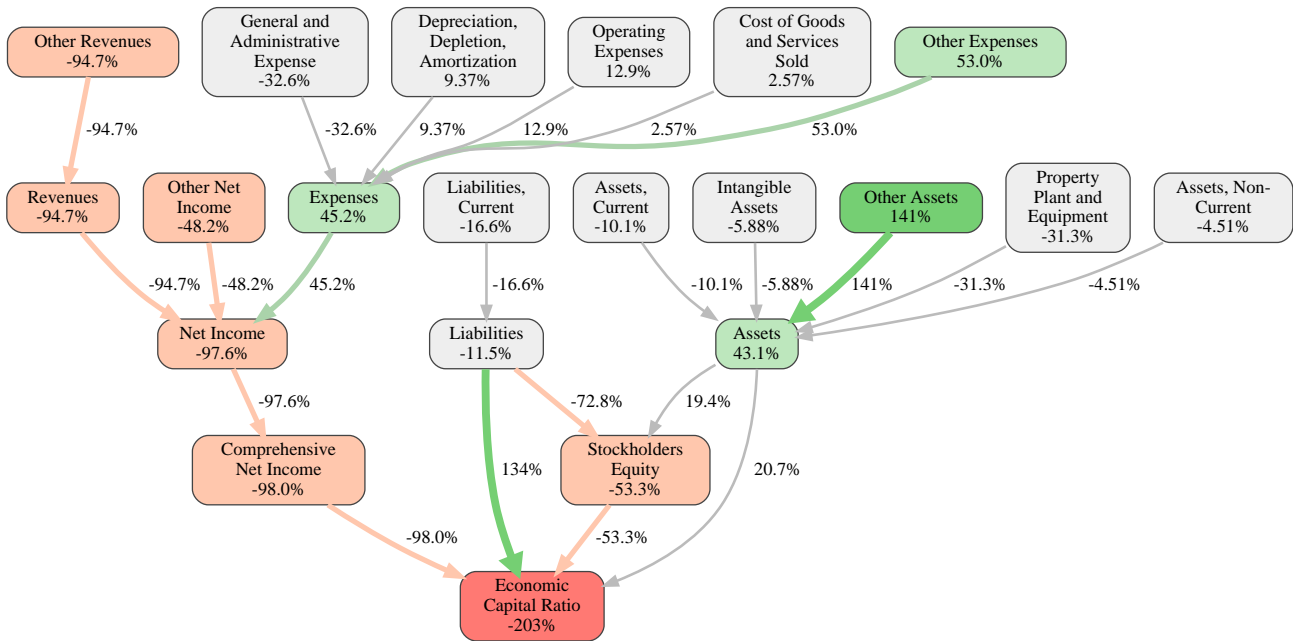 Other Revenues
-94.7%
General and
Administrative
Expense
-32.6%
Depreciation,
Depletion,
Amortization
9.37%
Operating
Expenses
12.9%
Cost of Goods
and Services
Sold
2.57%
Other Expenses
53.0%
-94.7%
-32.6%
9.37%
12.9%
2.57%
53.0%
Revenues
-94.7%
Other Net
Income
-48.2%
Expenses
45.2%
Liabilities,
Current
-16.6%
Assets,
Current
-10.1%
Intangible
Assets
-5.88%
Other Assets
141%
Property
Plant and
Equipment
-31.3%
Assets, Non-
Current
-4.51%
-94.7%
-48.2%
45.2%
-16.6%
-10.1%
-5.88%
141%
-31.3%
-4.51%
Net Income
-97.6%
Liabilities
-11.5%
Assets
43.1%
-97.6%
-72.8%
19.4%
Comprehensive
Net Income
-98.0%
134%
Stockholders
Equity
-53.3%
20.7%
-98.0%
-53.3%
Economic
Capital Ratio
-203%